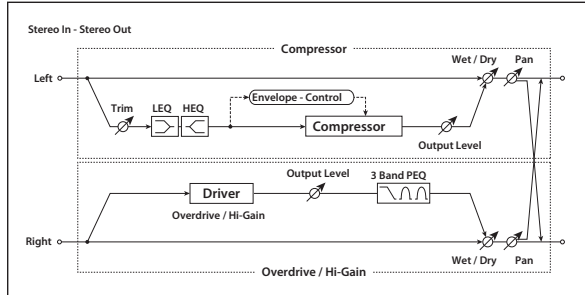 Stereo In - Stereo Out
Compressor
Wet / Dry
Pan
Left
Trim
LEQ
HEQ
Envelope - Control
Compressor
Output Level
Output Level
3 Band PEQ
Driver
Overdrive / Hi-Gain
Right
Wet / Dry
Pan
Overdrive / Hi-Gain